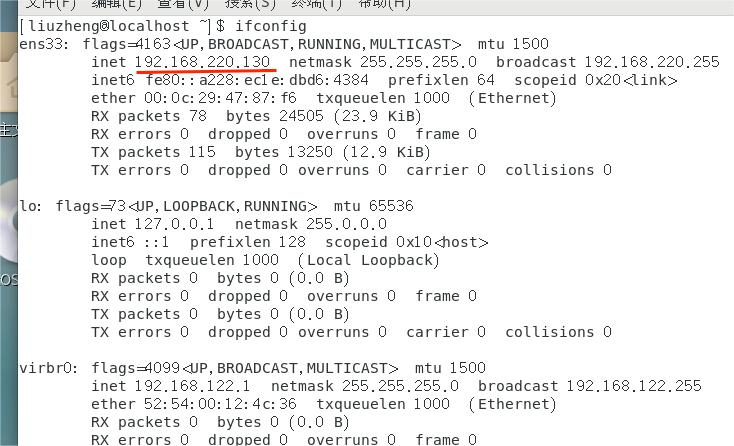 文件(F) 编辑(E) 查看(V) 搜索(S) 终端(T) 帮助(H)
[liuzheng@localhost ~]$ ifconfig
ens33: flags=4163<UP,BROADCAST,RUNNING,MULTICAST>  mtu 1500
        inet 192.168.220.130  netmask 255.255.255.0  broadcast 192.168.220.255
        inet6 fe80::a228:ec1e:dbd6:4384  prefixlen 64  scopeid 0x20<link>
        ether 00:0c:29:47:87:f6  txqueuelen 1000  (Ethernet)
        RX packets 78  bytes 24505 (23.9 KiB)
        RX errors 0  dropped 0  overruns 0  frame 0
        TX packets 115  bytes 13250 (12.9 KiB)
        TX errors 0  dropped 0 overruns 0  carrier 0  collisions 0
lo: flags=73<UP,LOOPBACK,RUNNING>  mtu 65536
        inet 127.0.0.1  netmask 255.0.0.0
        inet6 ::1  prefixlen 128  scopeid 0x10<host>
        loop  txqueuelen 1000  (Local Loopback)
        RX packets 0  bytes 0 (0.0 B)
        RX errors 0  dropped 0  overruns 0  frame 0
        TX packets 0  bytes 0 (0.0 B)
        TX errors 0  dropped 0 overruns 0  carrier 0  collisions 0
virbr0: flags=4099<UP,BROADCAST,MULTICAST>  mtu 1500
        inet 192.168.122.1  netmask 255.255.255.0  broadcast 192.168.122.255
        ether 52:54:00:12:4c:36  txqueuelen 1000  (Ethernet)
        RX packets 0  bytes 0 (0.0 B)
        RX errors 0  dropped 0  overruns 0  frame 0
主文
OS